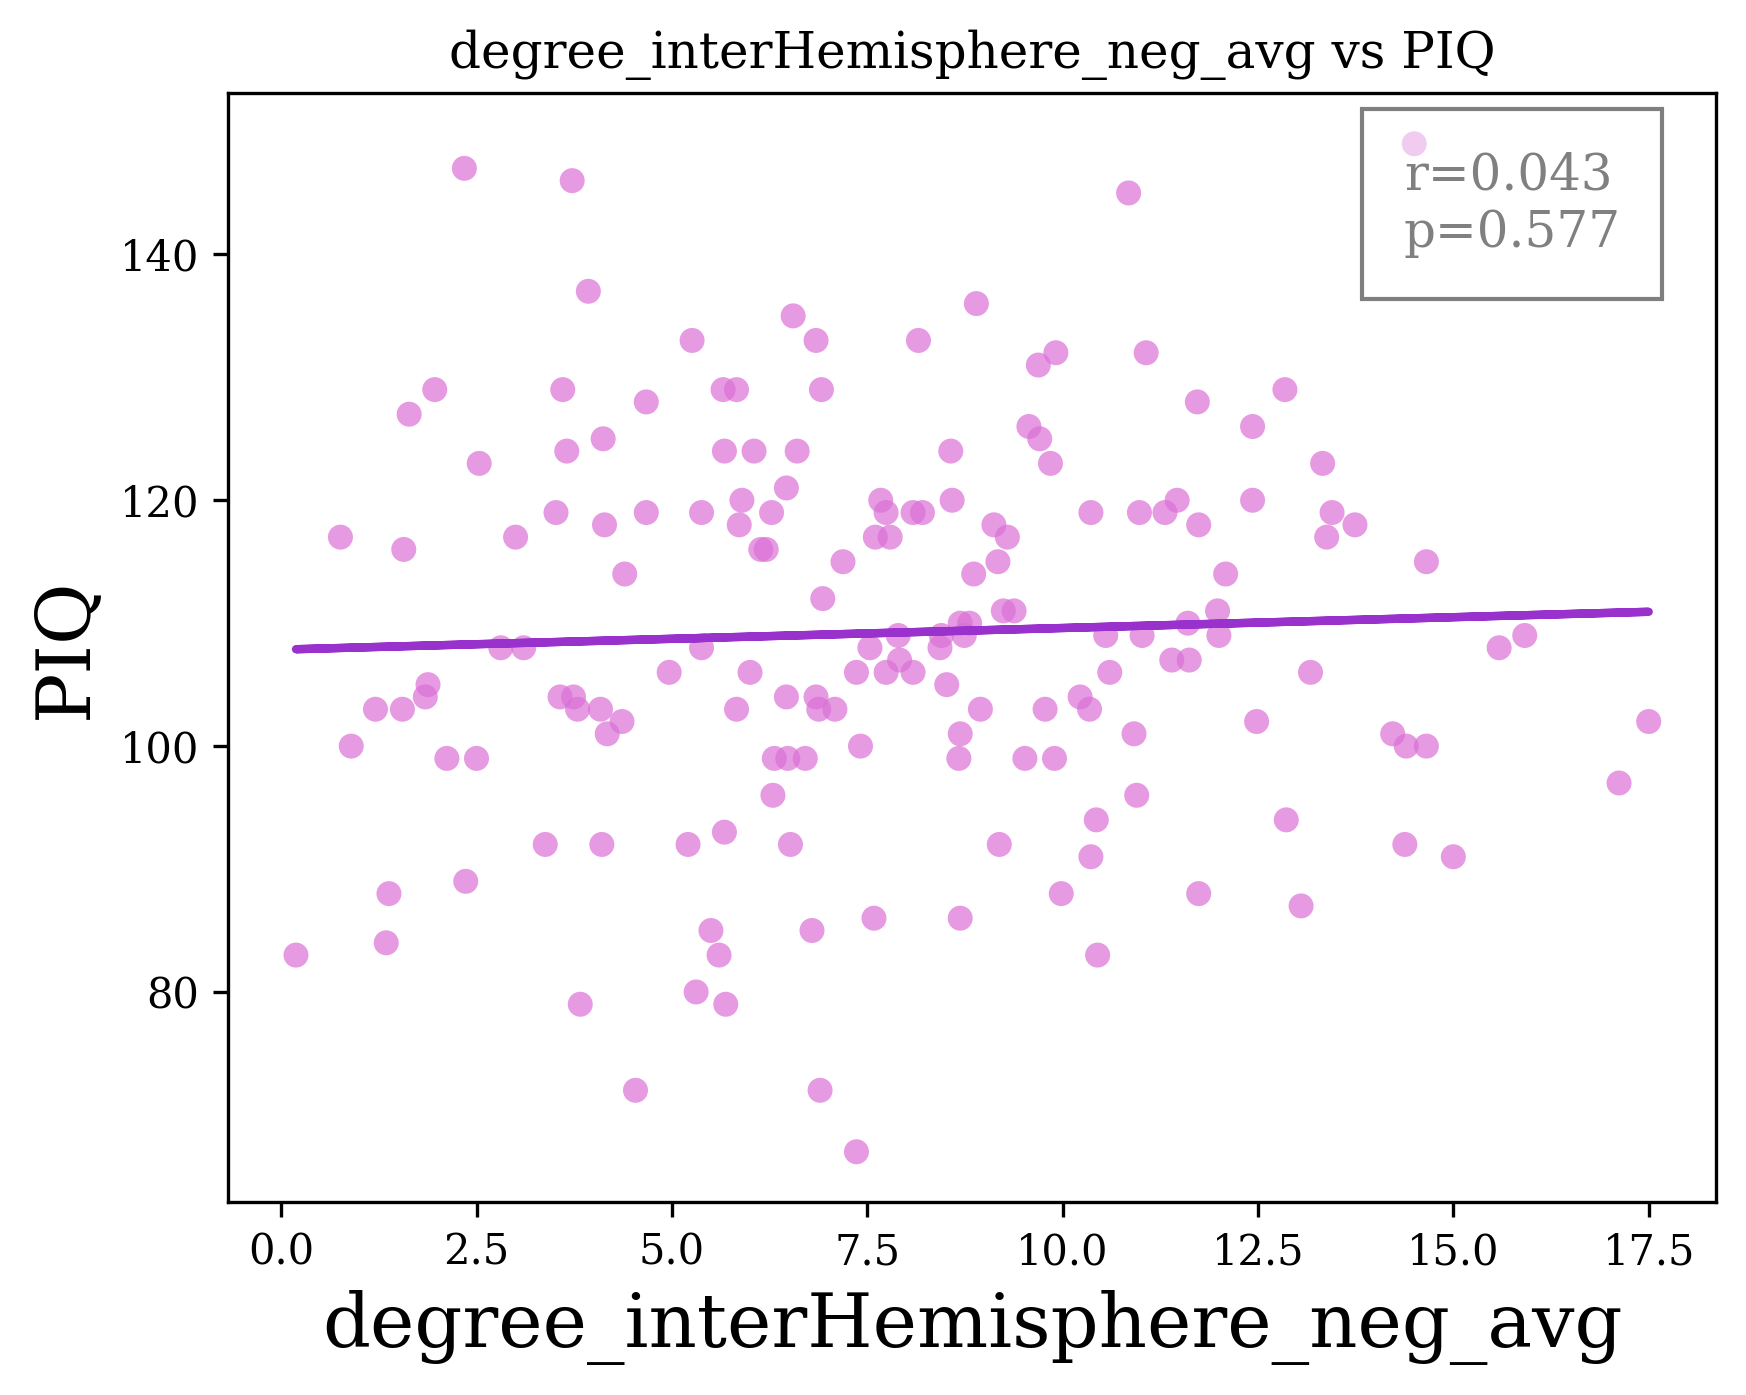 degree_interHemisphere_neg_avg vs PIQ
r=0.043
p=0.577
PIQ
140
120
100
80
0.0 2.5 5.0 7.5 10.0 12.5 15.0 17.5
degree_interHemisphere_neg_avg